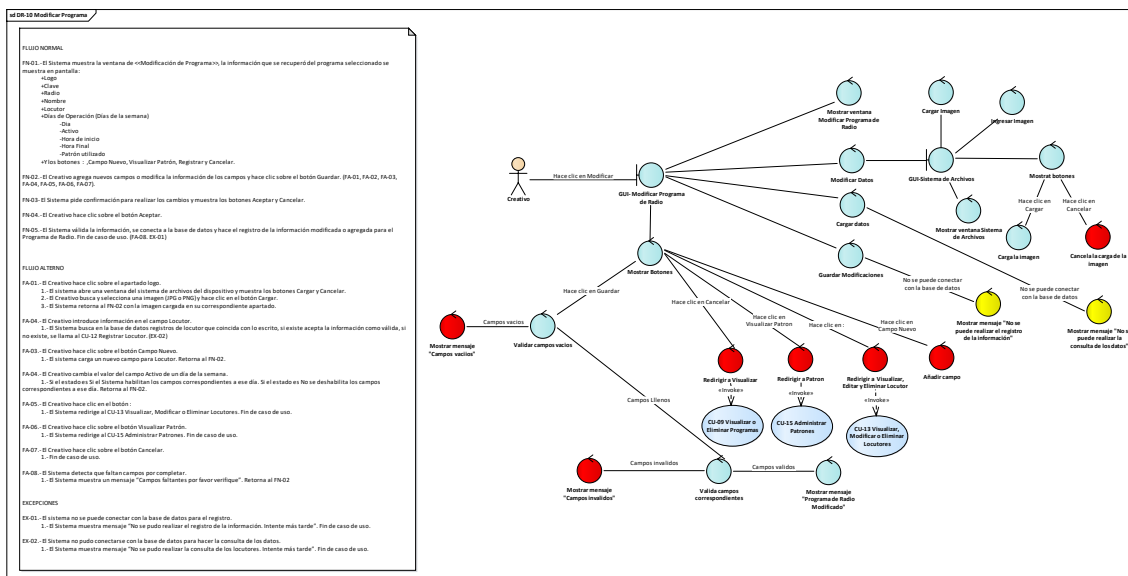 sd DR-10 Modificar Programa
FLUJO NORMAL
FN-01.- El Sistema muestra la ventana de <<Modificación de Programa>>, la información que se recuperó del programa seleccionado se
muestra en pantalla:
+Logo
+Clave
+Radio
+Nombre
+Locutor
+Días de Operación (Días de la semana)
-Dia
-Activo
-Hora de inicio
-Hora Final
-Patrón utilizado
+Y los botones : ,Campo Nuevo, Visualizar Patrón, Registrar y Cancelar.
FN-02.- El Creativo agrega nuevos campos o modifica la información de los campos y hace clic sobre el botón Guardar. (FA-01, FA-02, FA-03,
FA-04, FA-05, FA-06, FA-07).
FN-03- El Sistema pide confirmación para realizar los cambios y muestra los botones Aceptar y Cancelar.
FN-04.- El Creativo hace clic sobre el botón Aceptar.
FN-05.- El Sistema válida la información, se conecta a la base de datos y hace el registro de la información modificada o agregada para el
Programa de Radio. Fin de caso de uso. (FA-08. EX-01)
FLUJO ALTERNO
FA-01.- El Creativo hace clic sobre el apartado logo.
1.- El sistema abre una ventana del sistema de archivos del dispositivo y muestra los botones Cargar y Cancelar.
2.- El Creativo busca y selecciona una imagen (JPG o PNG) y hace clic en el botón Cargar.
3.- El Sistema retorna al FN-02 con la imagen cargada en su correspondiente apartado.
FA-04.- El Creativo introduce información en el campo Locutor.
1.- El Sistema busca en la base de datos registros de locutor que coincida con lo escrito, si existe acepta la información como válida, si
no existe, se llama al CU-12 Registrar Locutor. (EX-02)
FA-03.- El Creativo hace clic sobre el botón Campo Nuevo.
1.- El sistema carga un nuevo campo para Locutor. Retorna al FN-02.
FA-04.- El Creativo cambia el valor del campo Activo de un día de la semana.
1.- Si el estado es Si el Sistema habilitan los campos correspondientes a ese día. Si el estado es No se deshabilita los campos
correspondientes a ese día. Retorna al FN-02.
FA-05.- El Creativo hace clic en el botón :
1.- El Sistema redirige al CU-13 Visualizar, Modificar o Eliminar Locutores. Fin de caso de uso.
FA-06.- El Creativo hace clic sobre el botón Visualizar Patrón.
1.- El Sistema redirige al CU-15 Administrar Patrones. Fin de caso de uso.
FA-07.- El Creativo hace clic sobre el botón Cancelar.
1.- Fin de caso de uso.
FA-08.- El Sistema detecta que faltan campos por completar.
1.- El Sistema muestra un mensaje "Campos faltantes por favor verifique". Retorna al FN-02
EXCEPCIONES
EX-01.- El sistema no se puede conectar con la base de datos para el registro.
1.- El Sistema muestra mensaje "No se pudo realizar el registro de la información. Intente más tarde". Fin de caso de uso.
EX-02.- El Sistema no pudo conectarse con la base de datos para hacer la consulta de los datos.
1.- El Sistema muestra mensaje "No se pudo realizar la consulta de los locutores. Intente más tarde". Fin de caso de uso.
Creativo
Hace clic en Modificar
GUI- Modificar Programa
de Radio
Mostrar ventana
Modificar Programa de
Radio
Modificar Datos
Cargar datos
Guardar Modificaciones
Cargar Imagen
Ingresar Imagen
GUI-Sistema de Archivos
Mostrat botones
Mostrar ventana Sistema
de Archivos
Hace clic en
Cargar
Hace clic en
Cancelar
Carga la imagen
Cancela la carga de la
imagen
No se puede conectar
con la base de datos
No se puede conectar
con la base de datos
Mostrar mensaje "No se
puede realizar el registro
de la información"
Mostrar mensaje "No se
puede realizar la
consulta de los datos"
Mostrar Botones
Hace clic en Guardar
Hace clic en Cancelar
Hace clic en
Visualizar Patron
Hace clic en :
Hace clic en
Campo Nuevo
Campos vacios
Mostrar mensaje
"Campos vaciios"
Validar campos vacios
Redirigir a Visualizar
Redirigir a Patron
Redirigir a Visualizar,
Editar y Eliminar Locutor
Añadir campo
«Invoke»
«Invoke»
«Invoke»
CU-09 Visualizar o
Eliminar Programas
CU-15 Administrar
Patrones
CU-13 Visualizar,
Modificar o Eliminar
Locutores
Campos Lllenos
Campos invalidos
Campos validos
Mostrar mensaje
"Campos invalidos"
Valida campos
correspondientes
Mostrar mensaje
"Programa de Radio
Modificado"